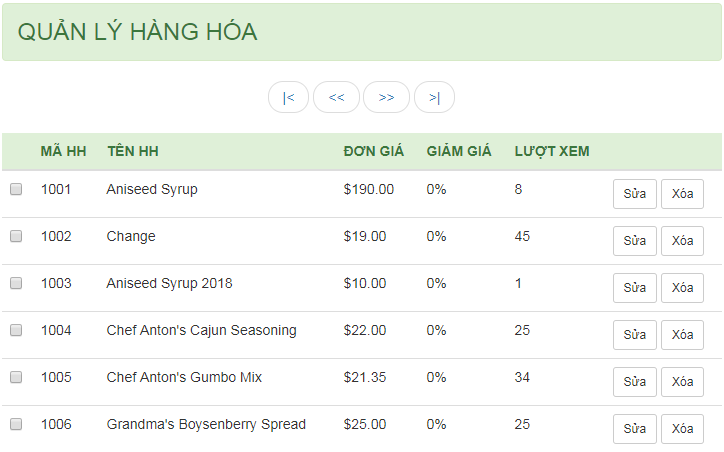 QUẢN LÝ HÀNG HÓA
|< << >> >|
MÃ HH TÊN HH ĐƠN GIÁ GIẢM GIÁ LƯỢT XEM
1001 Aniseed Syrup $190.00 0% 8 Sửa Xóa
1002 Change $19.00 0% 45 Sửa Xóa
1003 Aniseed Syrup 2018 $10.00 0% 1 Sửa Xóa
1004 Chef Anton's Cajun Seasoning $22.00 0% 25 Sửa Xóa
1005 Chef Anton's Gumbo Mix $21.35 0% 34 Sửa Xóa
1006 Grandma's Boysenberry Spread $25.00 0% 25 Sửa Xóa